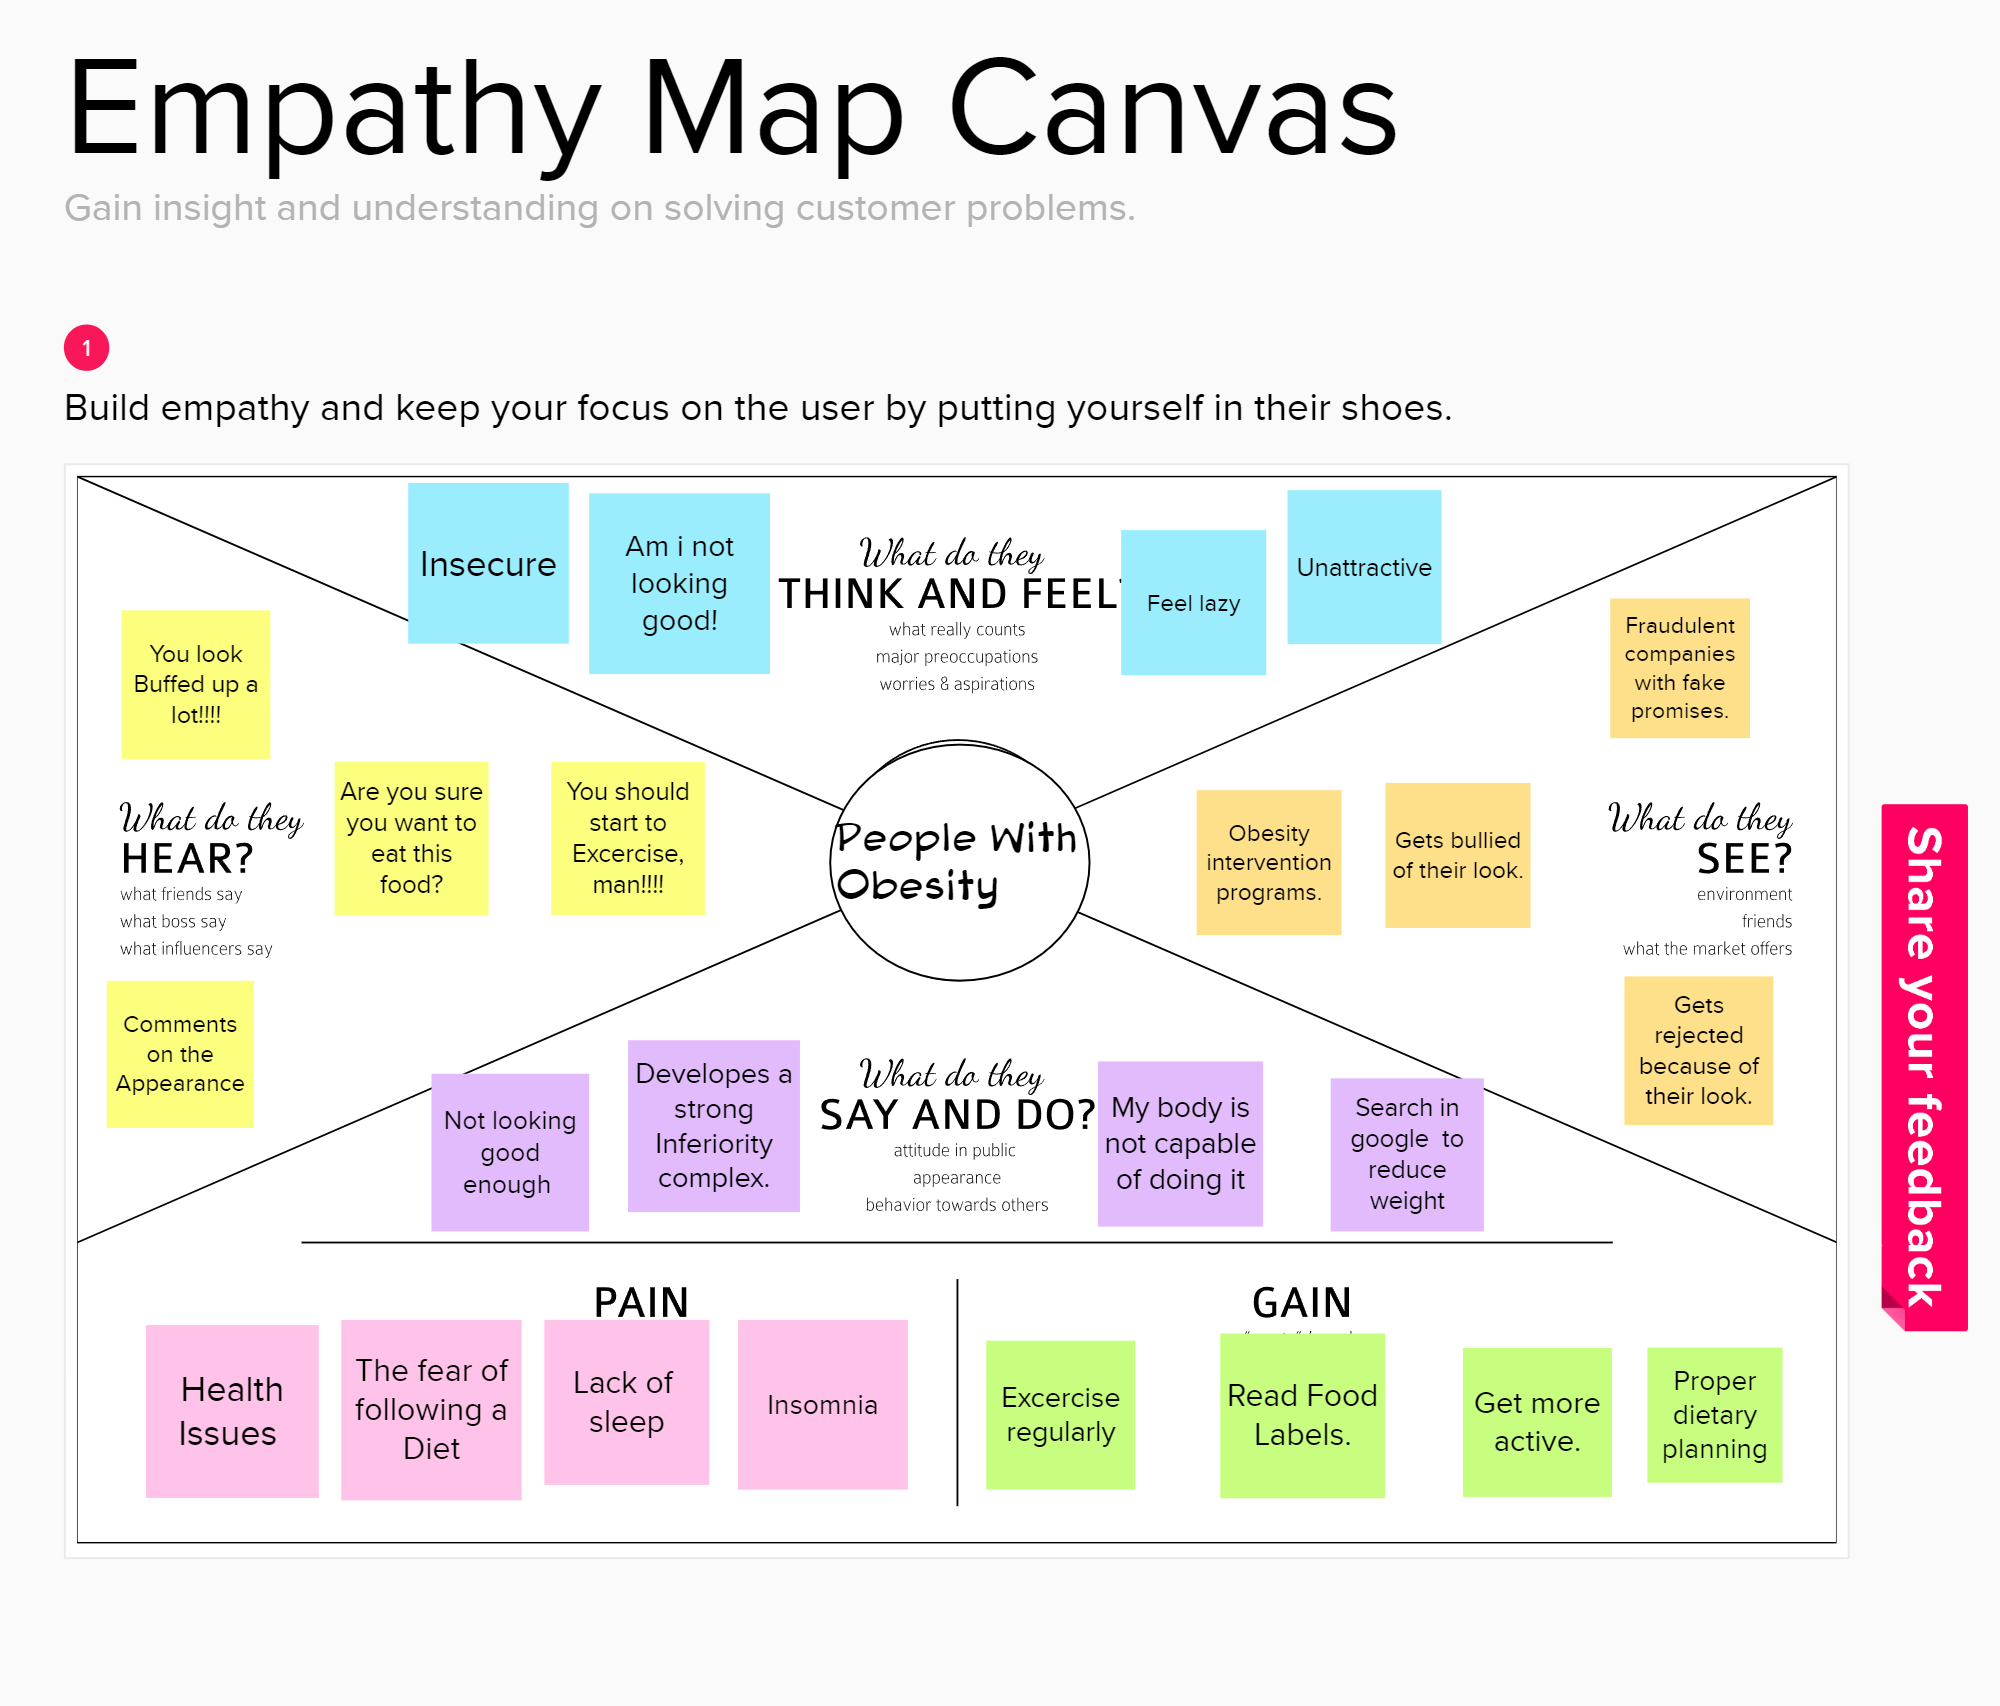 Empathy Map Canvas
Gain insight and understanding on solving customer problems.
1
Build empathy and keep your focus on the user by putting yourself in their shoes.
Insecure
Am i not
looking
good!
What do they
THINK AND FEEL?
what really counts
major preoccupations
worries & aspirations
Feel lazy
Unattractive
You look
Buffed up a
lot!!!!
Are you sure
you want to
eat this
food?
You should
start to
Excercise,
man!!!!
What do they
HEAR?
what friends say
what boss say
what influencers say
Comments
on the
Appearance
People With
Obesity
Fraudulent
companies
with fake
promises.
Obesity
intervention
programs.
Gets bullied
of their look.
What do they
SEE?
environment
friends
what the market offers
Gets
rejected
because of
their look.
Not looking
good
enough
Developes a
strong
Inferiority
complex.
What do they
SAY AND DO?
attitude in public
appearance
behavior towards others
My body is
not capable
of doing it
Search in
google  to
reduce
weight
PAIN
Health
Issues
The fear of
following a
Diet
Lack of
sleep
Insomnia
GAIN
Excercise
regularly
Read Food
Labels.
Get more
active.
Proper
dietary
planning
Share your feedback